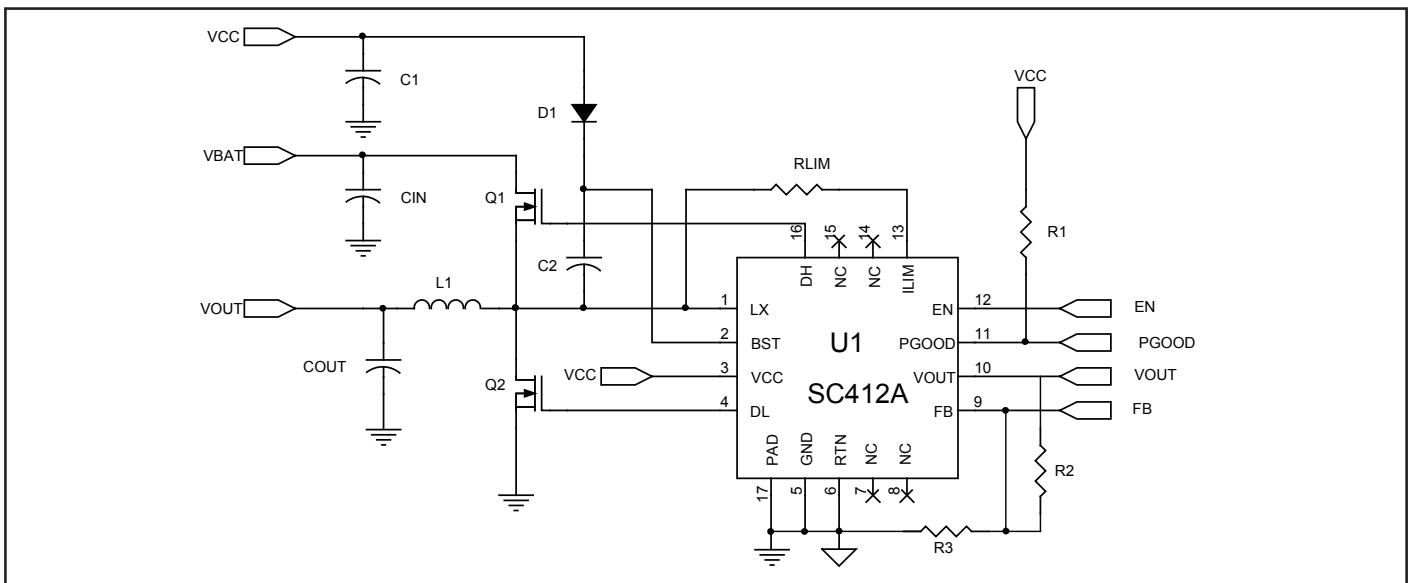 VCC
C1
D1
VCC
VBAT
CIN
Q1
RLIM
R1
C2
16
15
14
13
DH
NC
NC
ILIM
L1
VOUT
1
LX
EN
12
EN
2
BST
U1
PGOOD
11
PGOOD
COUT
VCC
3
VCC
VOUT
10
VOUT
SC412A
Q2
4
DL
FB
9
FB
PAD
GND
RTN
NC
NC
R2
17
5
6
7
8
R3